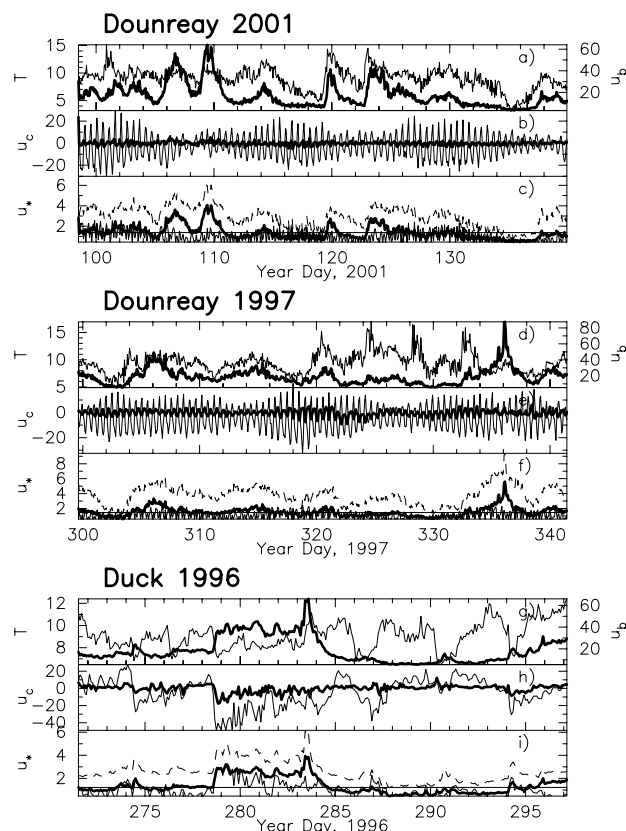 Dounreay 2001
15
10
5
T
a)
60
40
20
u_b
20
0
−20
u_c
b)
6
4
2
u_*
c)
100 110 120 130
Year Day, 2001
Dounreay 1997
15
10
5
T
d)
80
60
40
20
u_b
0
−20
u_c
e)
8
6
4
2
u_*
f)
300 310 320 330 340
Year Day, 1997
Duck 1996
12
10
8
T
g)
60
40
20
u_b
20
0
−20
−40
u_c
h)
6
4
2
u_*
i)
275 280 285 290 295
Year Day, 1996